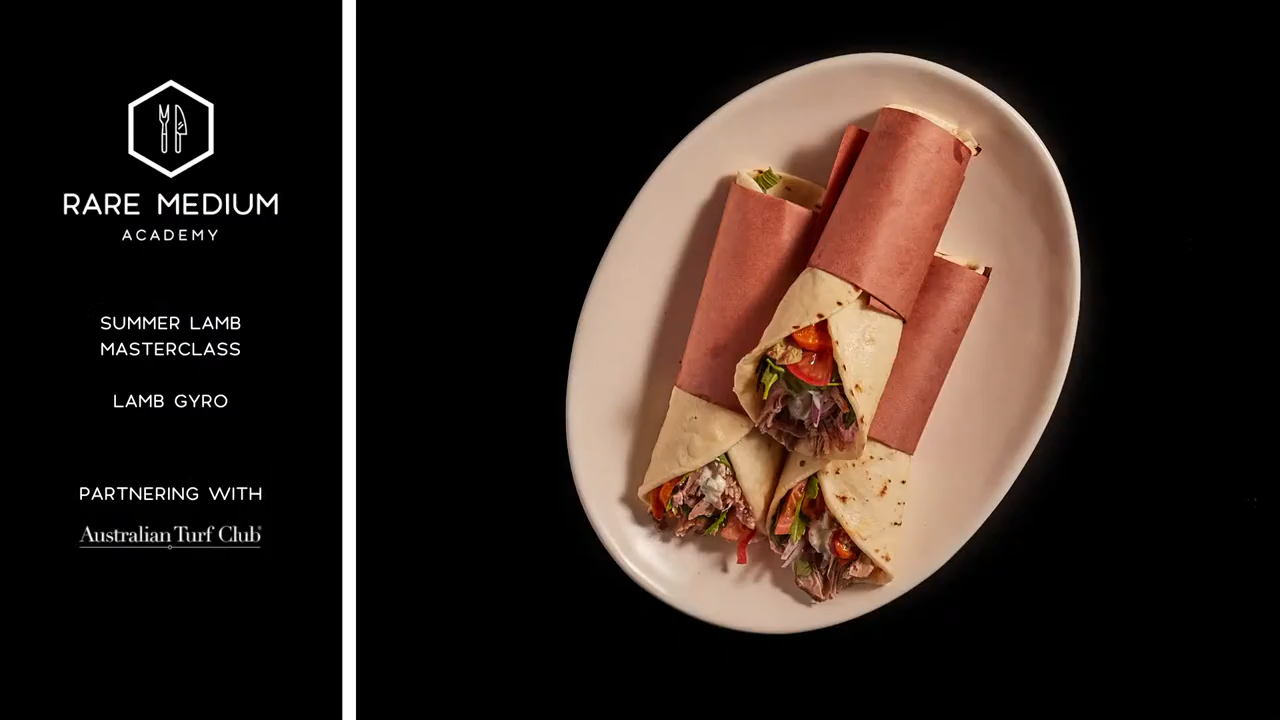 RARE MEDIUM
ACADEMY
SUMMER LAMB
MASTERCLASS
LAMB GYRO
PARTNERING WITH
Australian Turf Club